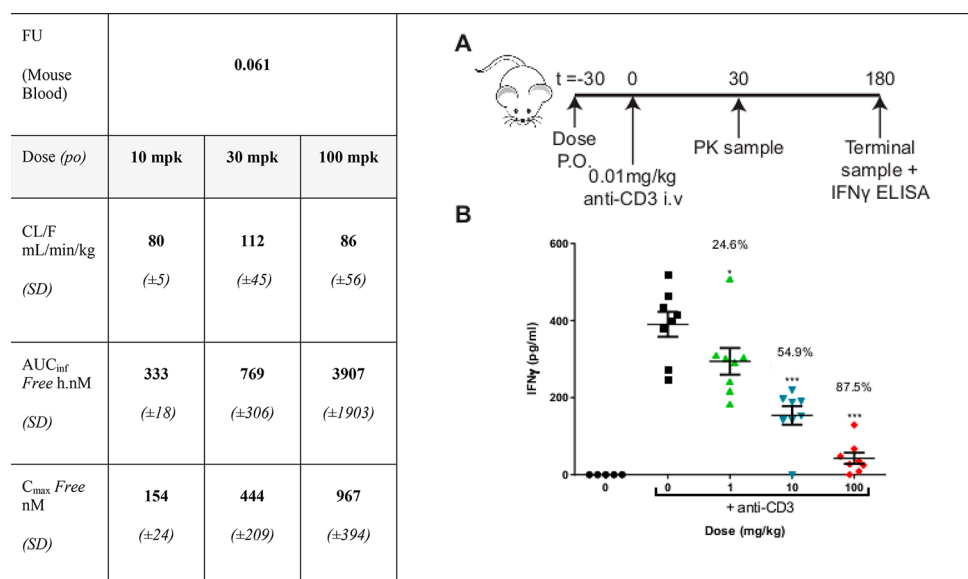 FU
(Mouse
Blood)
0.061
Dose (po)
10 mpk
30 mpk
100 mpk
CL/F
mL/min/kg
(SD)
80
(±5)
112
(±45)
86
(±56)
AUCinf
Free h.nM
(SD)
333
(±18)
769
(±306)
3907
(±1903)
Cmax Free
nM
(SD)
154
(±24)
444
(±209)
967
(±394)
A
t =-30
0
30
180
Dose
P.O.
0.01mg/kg
anti-CD3 i.v
PK sample
Terminal
sample +
IFNγ ELISA
B
600
400
200
0
IFNγ (pg/ml)
24.6%
*
54.9%
***
87.5%
***
0
0
1
10
100
+ anti-CD3
Dose (mg/kg)